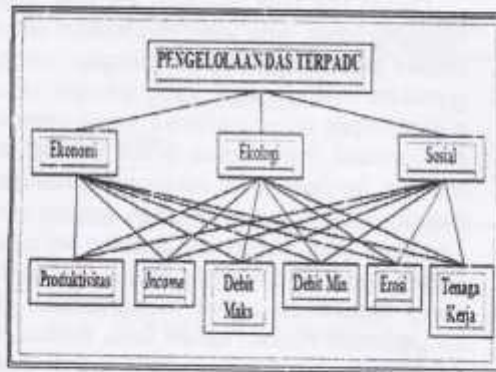 PENGELOLAAN DAS TERPADU
Ekonomi
Ekologi
Sosial
Produktivitas
Income
Debit
Maks
Debit Min
Erosi
Tenaga
Kerja